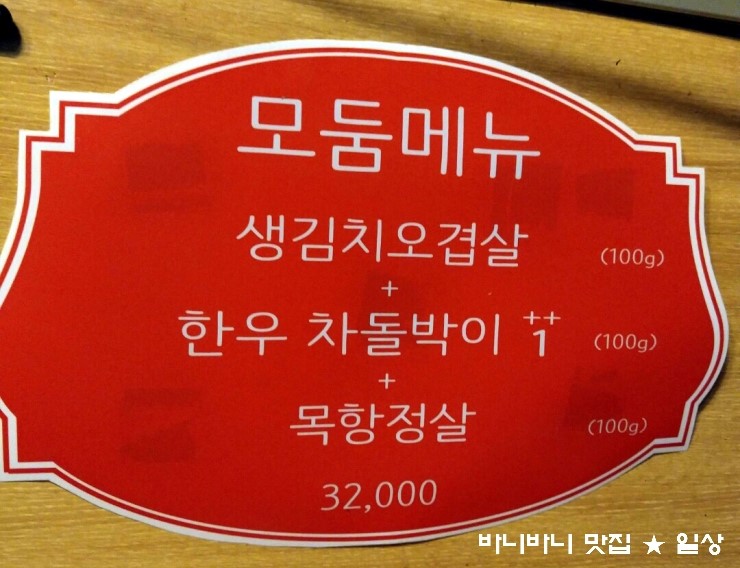 모둠메뉴
생김치오겹살 (100g)
+
한우 차돌박이 1++ (100g)
+
목항정살 (100g)
32,000
바니바니 맛집 ★ 일상